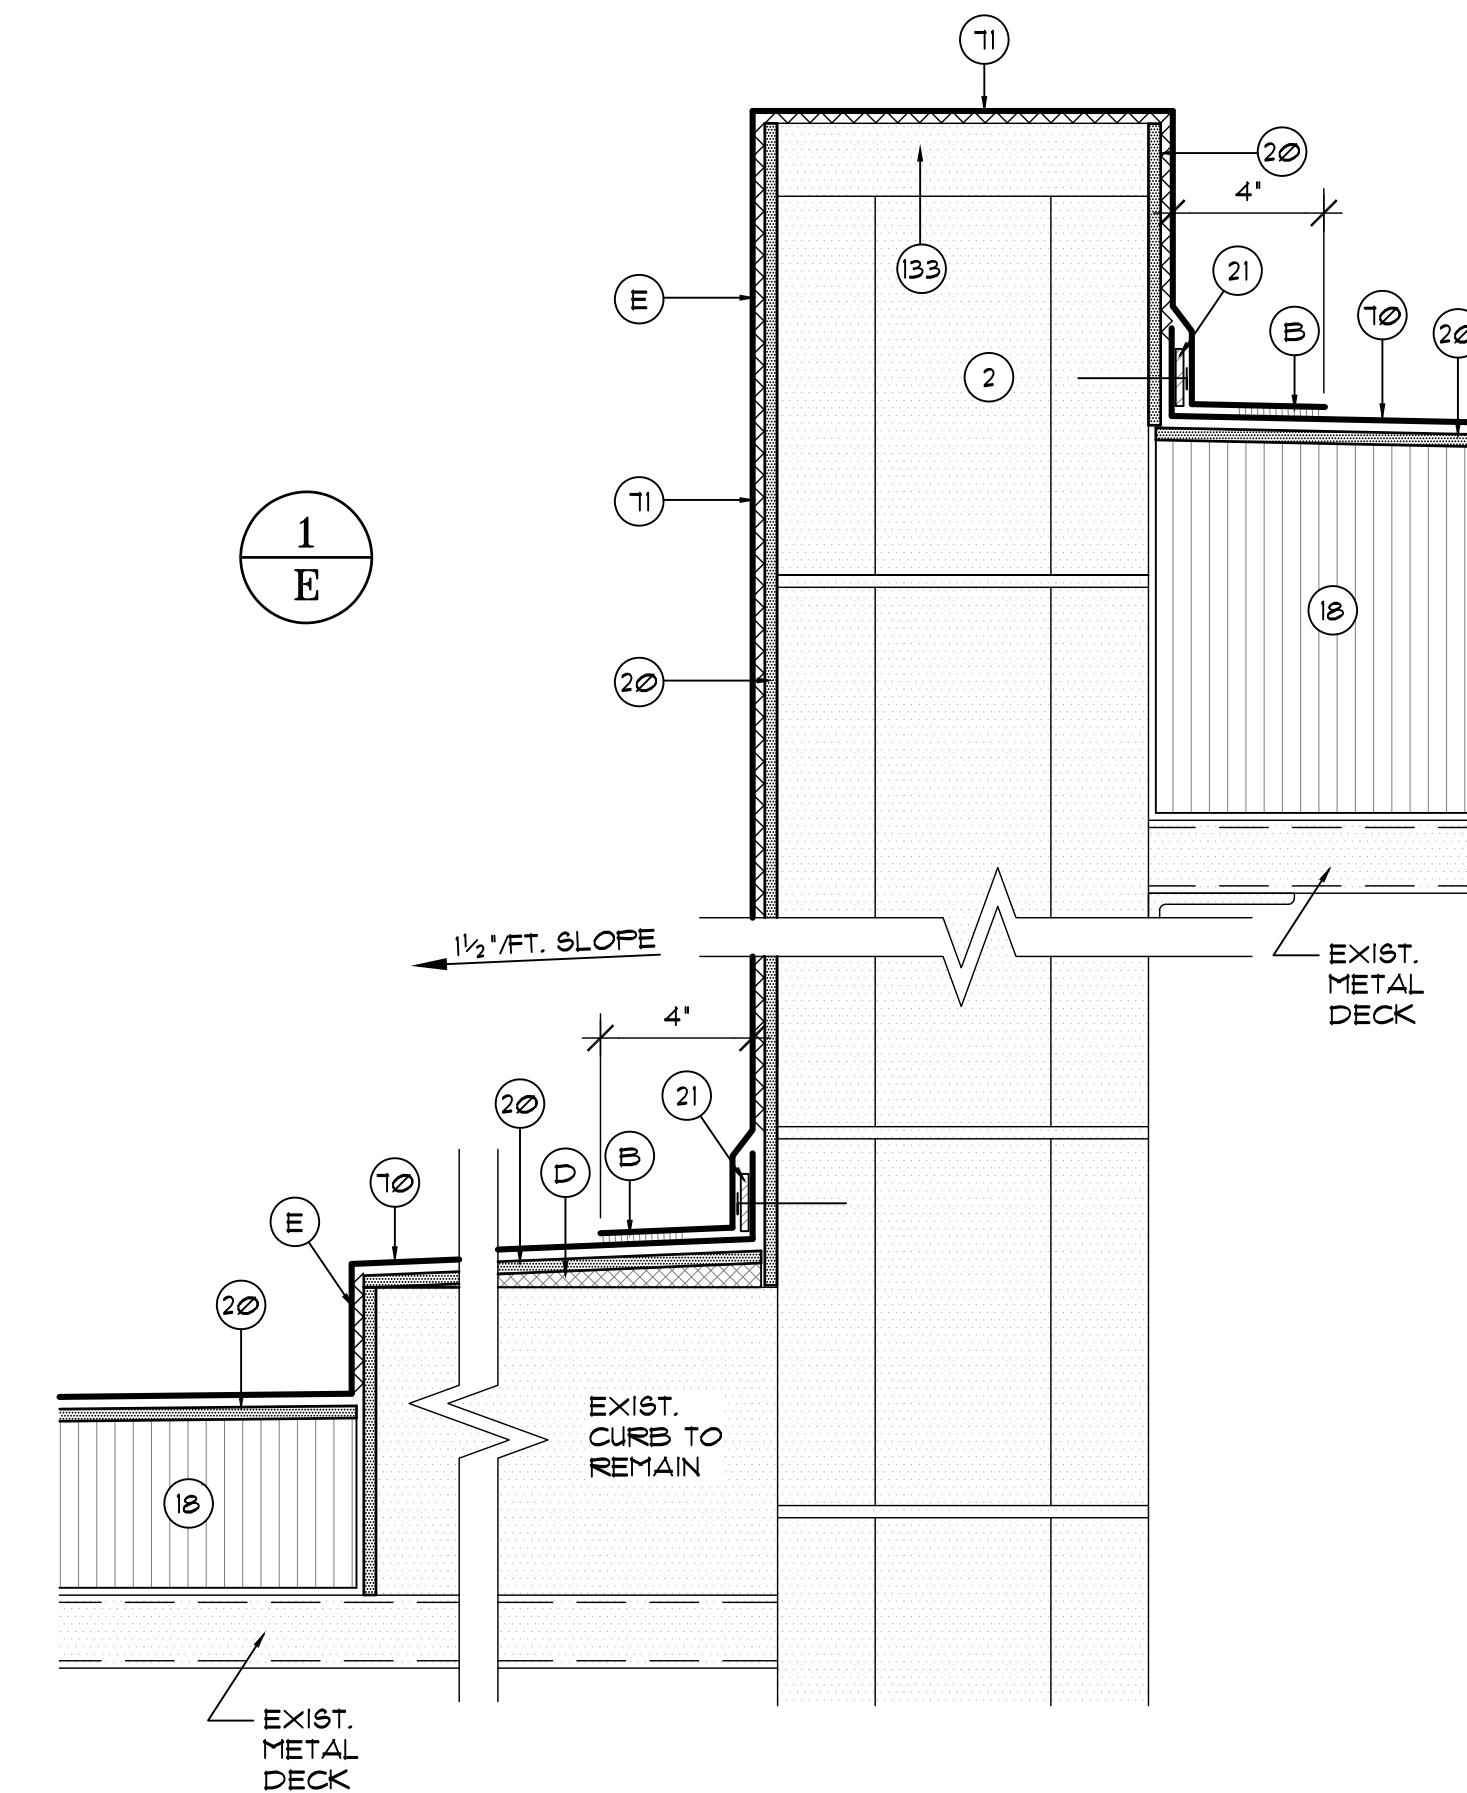 71
20
4"
21
B
70
133
E
2
71
1
E
18
20
1½"/FT. SLOPE
EXIST.
METAL
DECK
4"
20
21
B
D
70
E
20
EXIST.
CURB TO
REMAIN
18
EXIST.
METAL
DECK